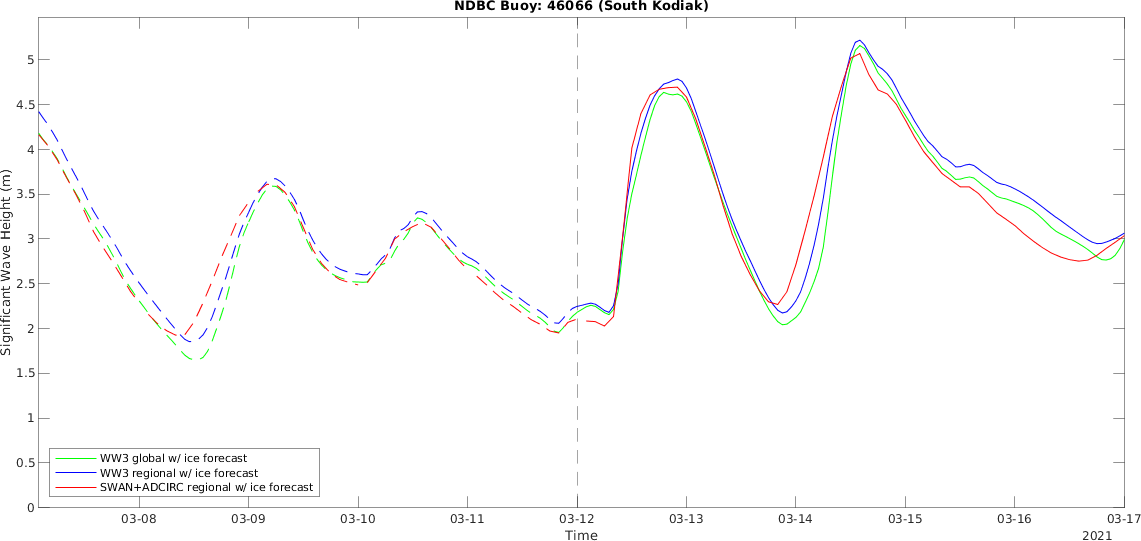 NDBC Buoy: 46066 (South Kodiak)
Significant Wave Height (m)
5
4.5
4
3.5
3
2.5
2
1.5
1
0.5
0
WW3 global w/ ice forecast
WW3 regional w/ ice forecast
SWAN+ADCIRC regional w/ ice forecast
03-08 03-09 03-10 03-11 03-12 03-13 03-14 03-15 03-16 03-17
Time
2021